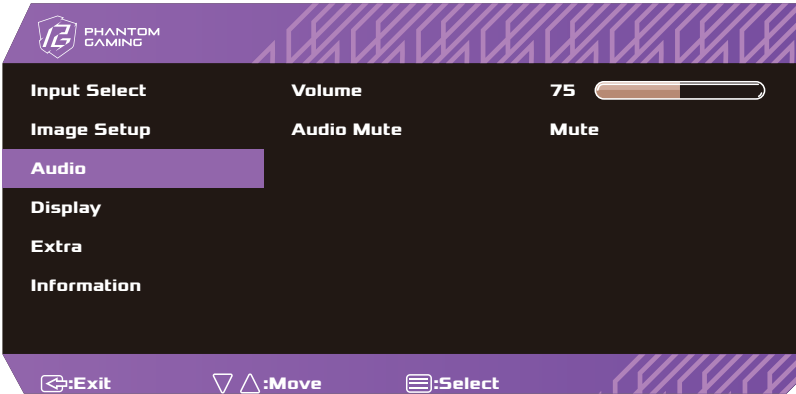 PHANTOM
GAMING
Input Select Volume 75
Image Setup Audio Mute Mute
Audio
Display
Extra
Information
:Exit :Move :Select